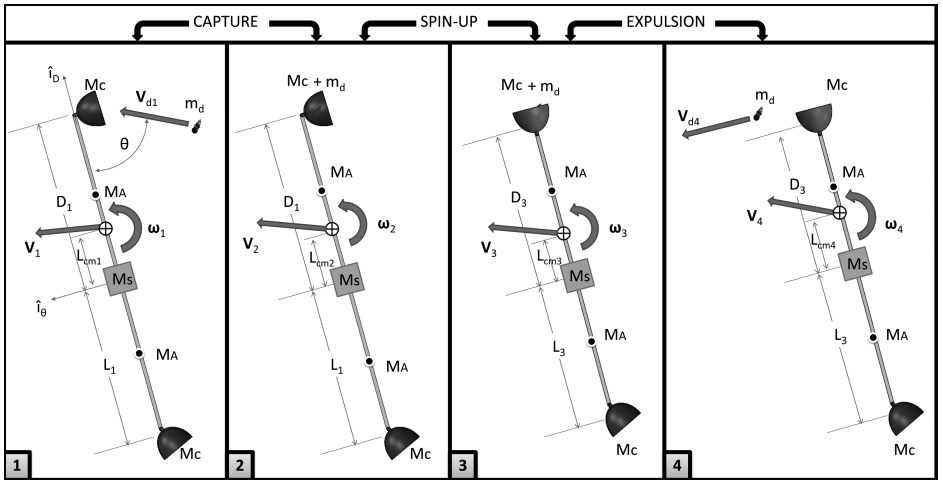 CAPTURE
SPIN-UP
EXPULSION
î_D
Mc
V_d1
m_d
θ
M_A
D_1
V_1
ω_1
L_cm1
Ms
î_θ
L_1
M_A
Mc
1
Mc + m_d
M_A
D_1
V_2
ω_2
L_cm2
Ms
L_1
M_A
Mc
2
Mc + m_d
M_A
D_3
V_3
ω_3
L_cm3
Ms
L_3
M_A
Mc
3
m_d
Mc
V_d4
M_A
D_3
V_4
ω_4
L_cm4
Ms
L_3
M_A
Mc
4